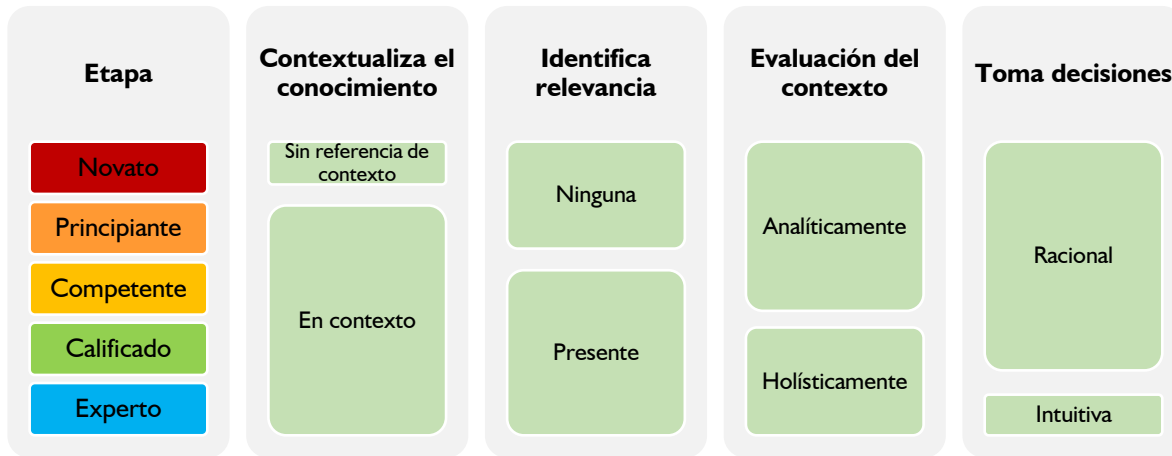 Etapa
Novato
Principiante
Competente
Calificado
Experto
Contextualiza el
conocimiento
Sin referencia de
contexto
En contexto
Identifica
relevancia
Ninguna
Presente
Evaluación del
contexto
Analíticamente
Holísticamente
Toma decisiones
Racional
Intuitiva